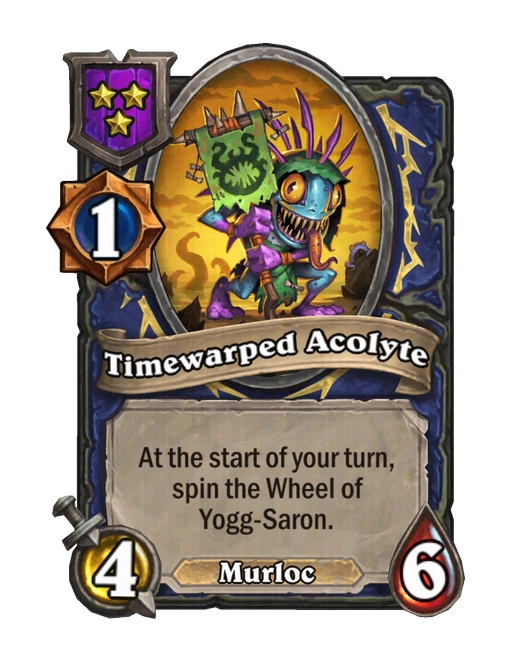 1
Timewarped Acolyte
At the start of your turn,
spin the Wheel of
Yogg-Saron.
4
Murloc
6